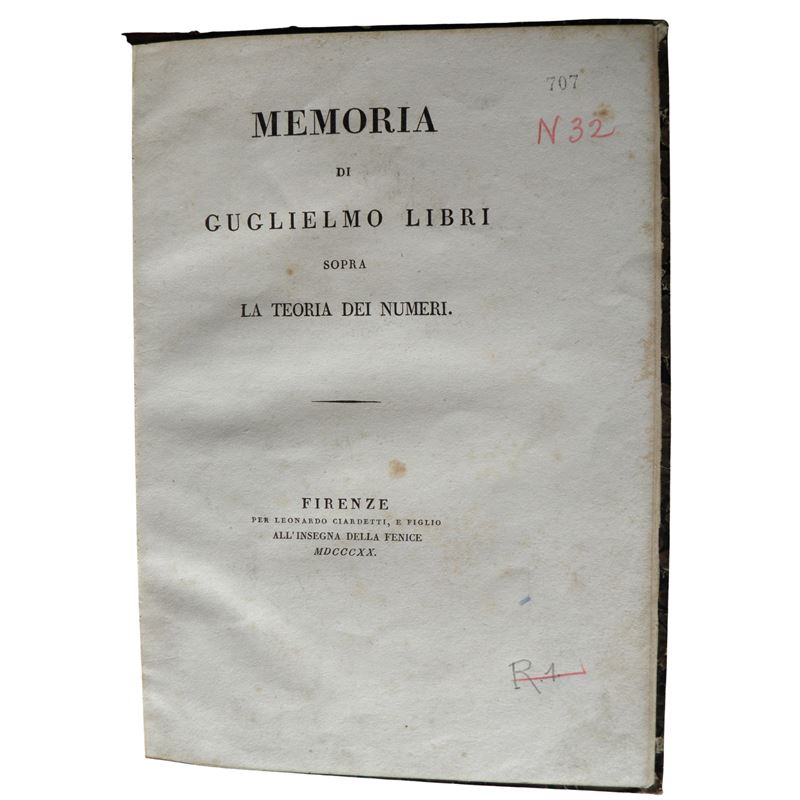 707
N 32
MEMORIA
DI
GUGLIELMO LIBRI
SOPRA
LA TEORIA DEI NUMERI.
FIRENZE
PER LEONARDO CIARDETTI, E FIGLIO
ALL'INSEGNA DELLA FENICE
MDCCCXX.
R.1.